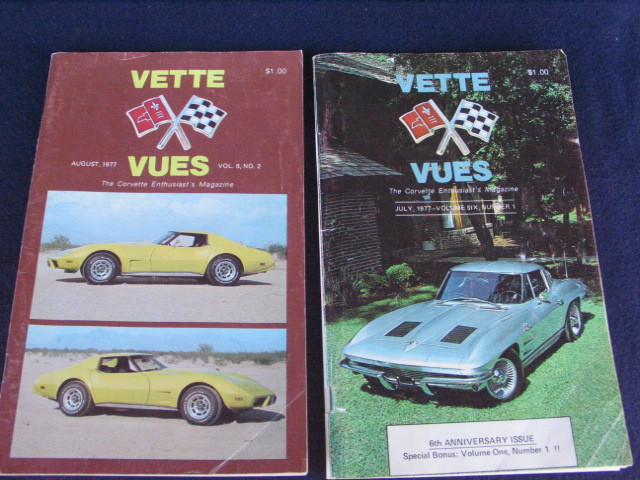 VETTE
$1.00
AUGUST, 1977
VOL. 6, NO. 2
VUES
The Corvette Enthusiast's Magazine
VETTE
$1.00
VUES
The Corvette Enthusiast's Magazine
JULY, 1977-VOLUME SIX, NUMBER 1
6th ANNIVERSARY ISSUE
Special Bonus: Volume One, Number 1 !!